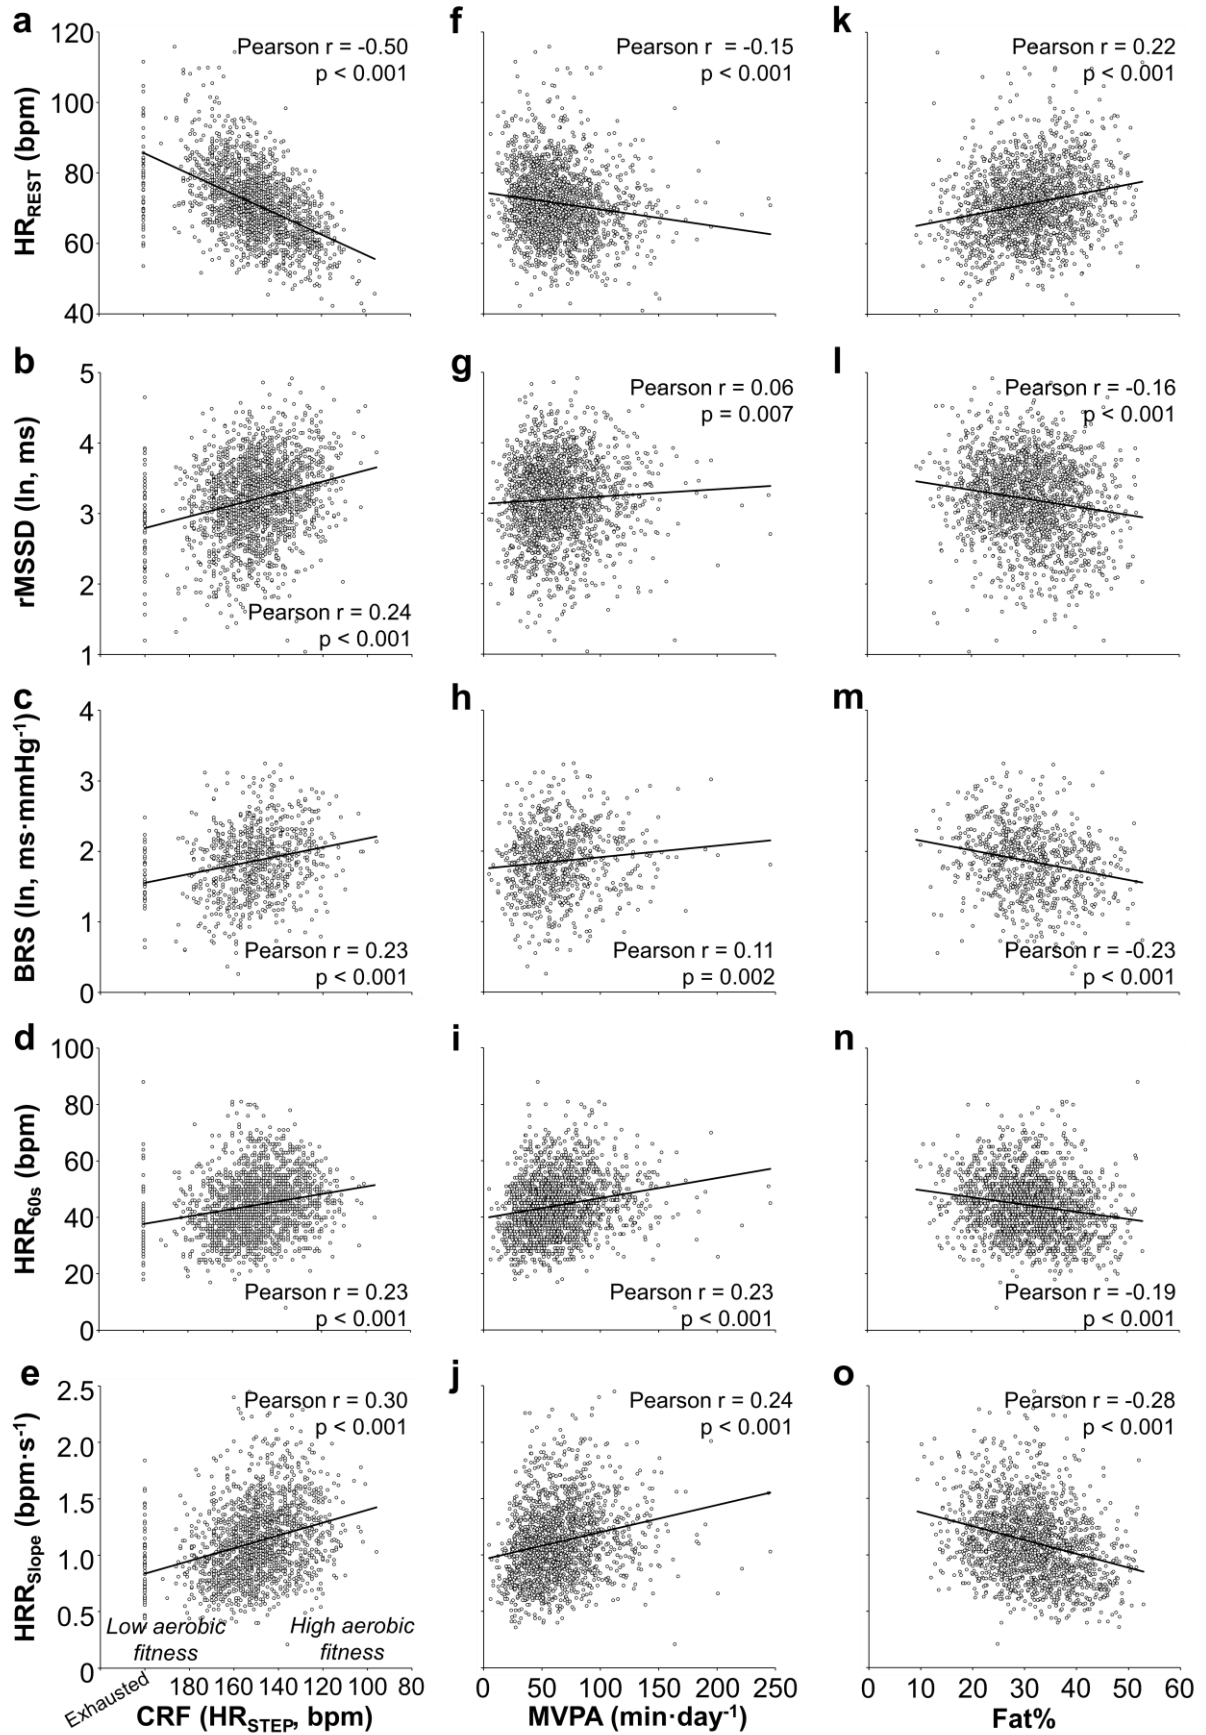 a
f
k
120
100
80
60
40
HR_REST (bpm)
Pearson r = -0.50
p < 0.001
Pearson r = -0.15
p < 0.001
Pearson r = 0.22
p < 0.001
b
g
l
5
4
3
2
1
rMSSD (ln, ms)
Pearson r = 0.24
p < 0.001
Pearson r = 0.06
p = 0.007
Pearson r = -0.16
p < 0.001
c
h
m
4
3
2
1
0
BRS (ln, ms·mmHg⁻¹)
Pearson r = 0.23
p < 0.001
Pearson r = 0.11
p = 0.002
Pearson r = -0.23
p < 0.001
d
i
n
100
80
60
40
20
0
HRR_60s (bpm)
Pearson r = 0.23
p < 0.001
Pearson r = 0.23
p < 0.001
Pearson r = -0.19
p < 0.001
e
j
o
2.5
2.0
1.5
1.0
0.5
0
HRR_Slope (bpm·s⁻¹)
Pearson r = 0.30
p < 0.001
Pearson r = 0.24
p < 0.001
Pearson r = -0.28
p < 0.001
Low aerobic
fitness
High aerobic
fitness
Exhausted
180 160 140 120 100 80
0 50 100 150 200 250
0 10 20 30 40 50 60
CRF (HR_STEP, bpm)
MVPA (min·day⁻¹)
Fat%